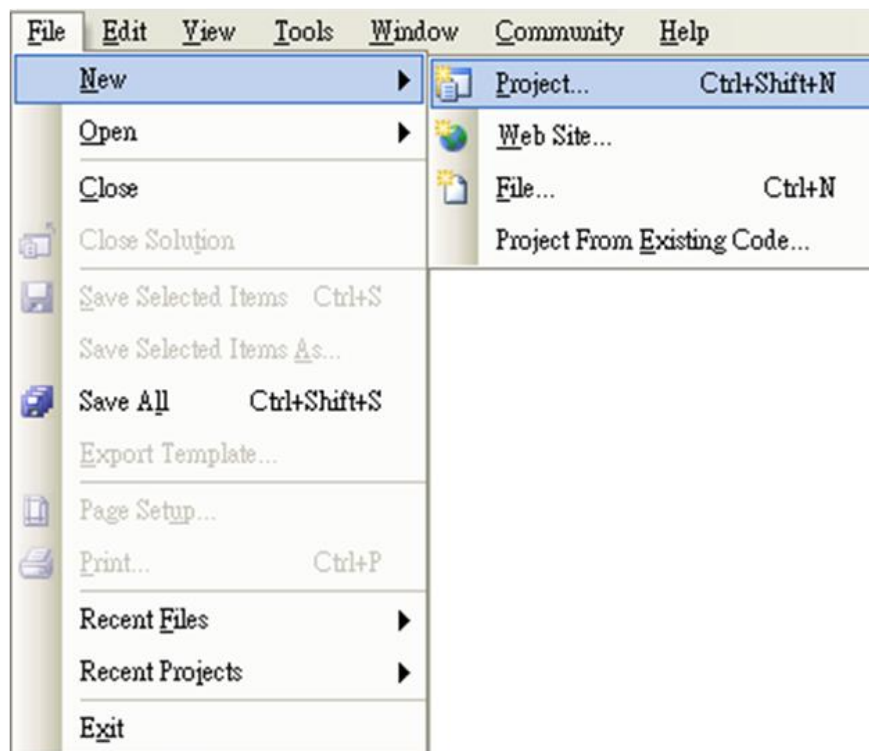 File Edit View Tools Window Community Help
New
Open
Close
Close Solution
Save Selected Items Ctrl+S
Save Selected Items As...
Save All Ctrl+Shift+S
Export Template...
Page Setup...
Print... Ctrl+P
Recent Files
Recent Projects
Exit
Project... Ctrl+Shift+N
Web Site...
File... Ctrl+N
Project From Existing Code...